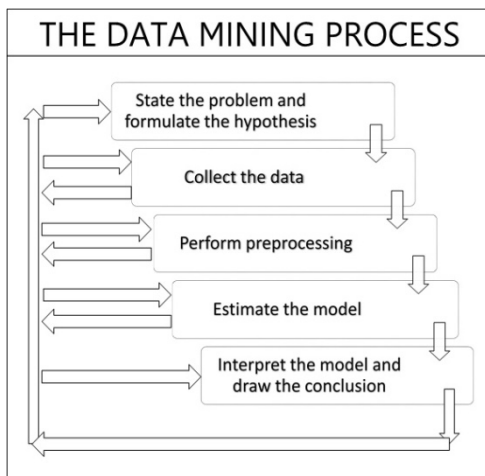 THE DATA MINING PROCESS
State the problem and
formulate the hypothesis
Collect the data
Perform preprocessing
Estimate the model
Interpret the model and
draw the conclusion